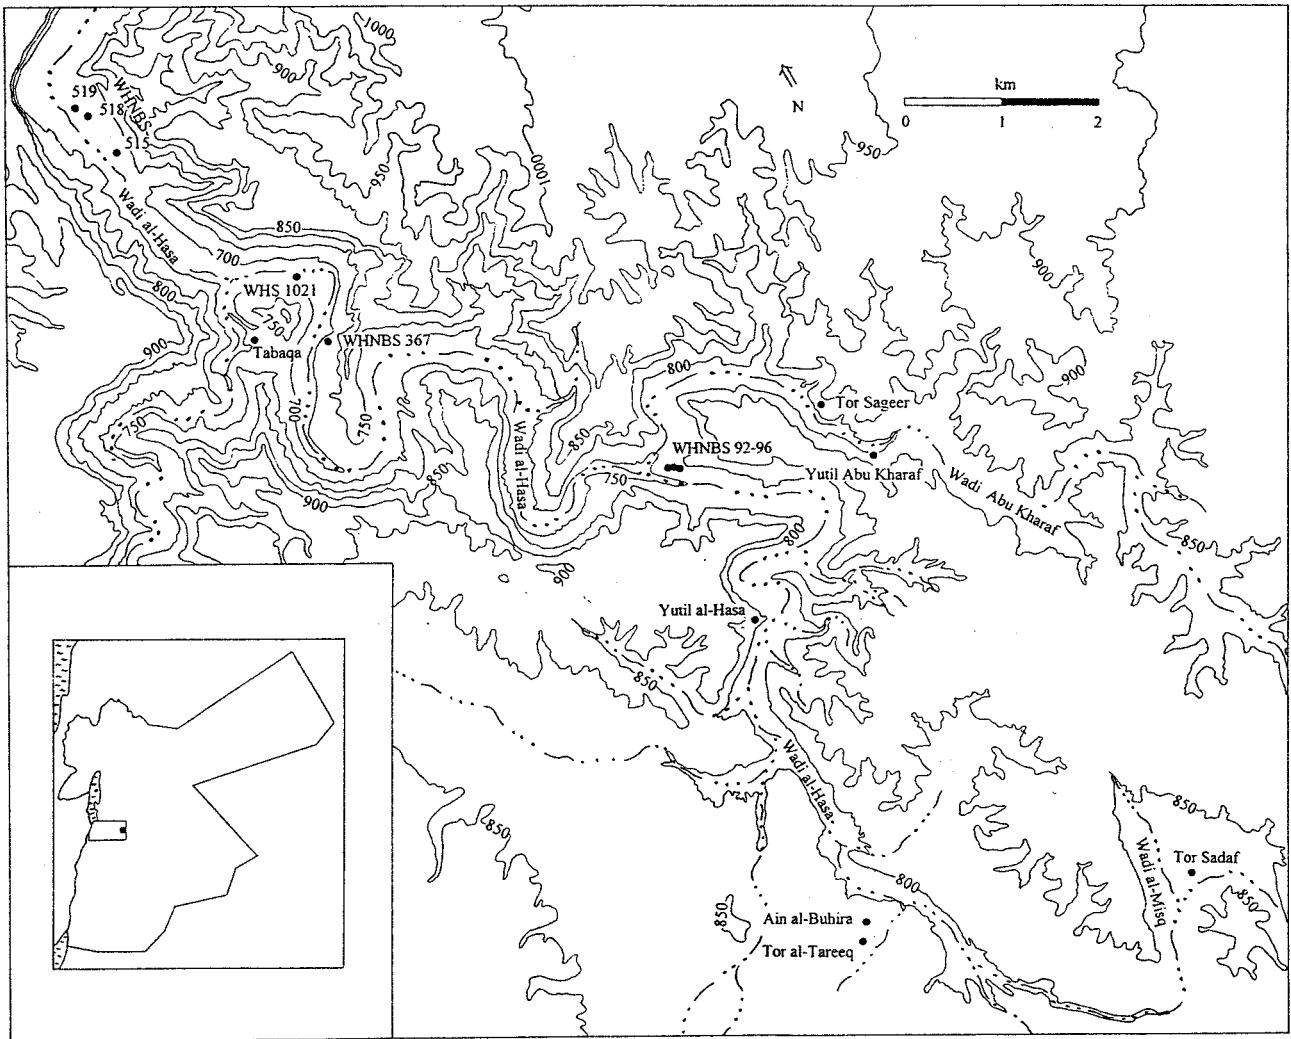 1000
900
519
WHNBS
518
515
950
1000
km
N
0
1
2
950
Wadi al-Hasa
850
700
800
WHS 1021
750
900
Tabaqa
WHNBS 367
900
800
900
Tor Sageer
750
700
750
Wadi al-Hasa
850
WHNBS 92-96
850
750
Yutil Abu Kharaf
900
Wadi Abu Kharaf
850
800
900
Yutil al-Hasa
850
Wadi al-Hasa
850
850
Tor Sadaf
800
Wadi al-Misq
850
850
Ain al-Buhira
Tor al-Tareeq